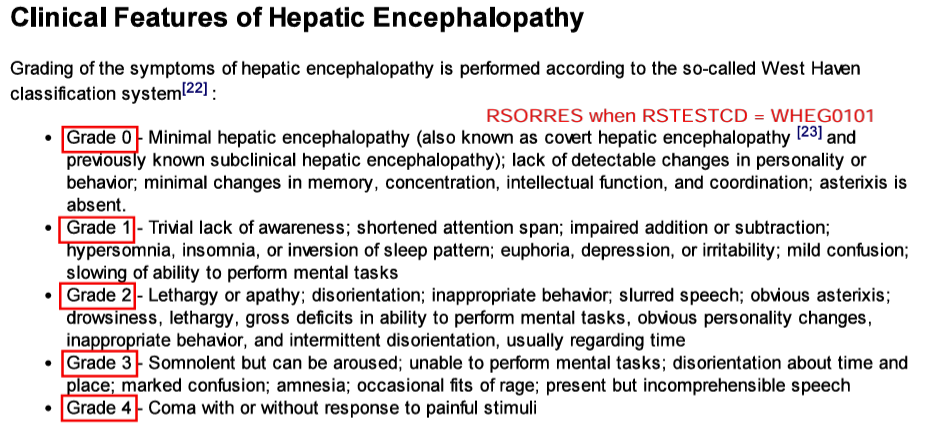 Clinical Features of Hepatic Encephalopathy
Grading of the symptoms of hepatic encephalopathy is performed according to the so-called West Haven
classification system[22] :
RSORRES when RSTESTCD = WHEG0101
• Grade 0 - Minimal hepatic encephalopathy (also known as covert hepatic encephalopathy [23] and
previously known subclinical hepatic encephalopathy); lack of detectable changes in personality or
behavior; minimal changes in memory, concentration, intellectual function, and coordination; asterixis is
absent.
• Grade 1 - Trivial lack of awareness; shortened attention span; impaired addition or subtraction;
hypersomnia, insomnia, or inversion of sleep pattern; euphoria, depression, or irritability; mild confusion;
slowing of ability to perform mental tasks
• Grade 2 - Lethargy or apathy; disorientation; inappropriate behavior; slurred speech; obvious asterixis;
drowsiness, lethargy, gross deficits in ability to perform mental tasks, obvious personality changes,
inappropriate behavior, and intermittent disorientation, usually regarding time
• Grade 3 - Somnolent but can be aroused; unable to perform mental tasks; disorientation about time and
place; marked confusion; amnesia; occasional fits of rage; present but incomprehensible speech
• Grade 4 - Coma with or without response to painful stimuli